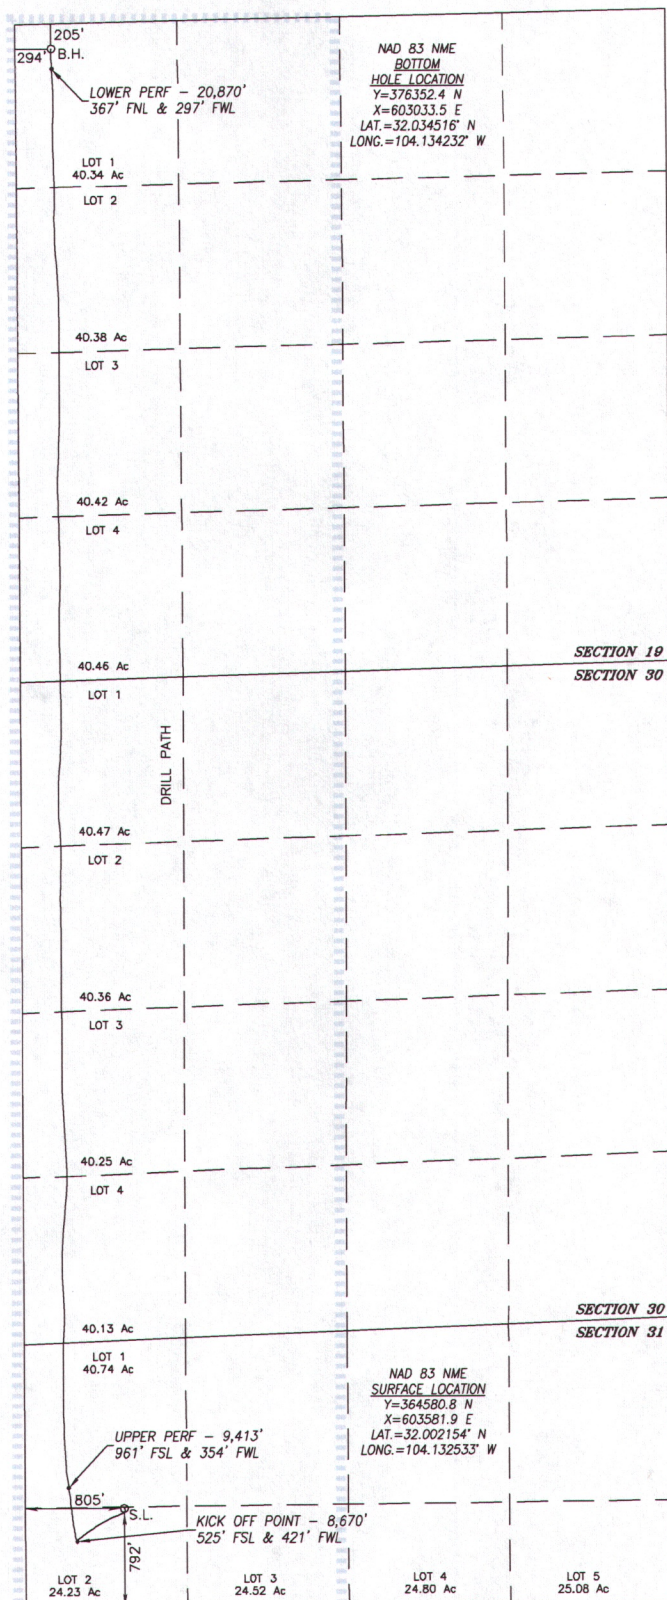 205'
294'
B.H.
LOWER PERF - 20,870'
367' FNL & 297' FWL
NAD 83 NME
BOTTOM
HOLE LOCATION
Y=376352.4 N
X=603033.5 E
LAT.=32.034516° N
LONG.=104.134232° W
LOT 1
40.34 Ac
LOT 2
40.38 Ac
LOT 3
40.42 Ac
LOT 4
SECTION 19
40.46 Ac
SECTION 30
LOT 1
DRILL PATH
40.47 Ac
LOT 2
40.36 Ac
LOT 3
40.25 Ac
LOT 4
SECTION 30
40.13 Ac
SECTION 31
LOT 1
40.74 Ac
NAD 83 NME
SURFACE LOCATION
Y=364580.8 N
X=603581.9 E
LAT.=32.002154° N
LONG.=104.132533° W
UPPER PERF - 9,413'
961' FSL & 354' FWL
805'
S.L.
KICK OFF POINT - 8,670'
525' FSL & 421' FWL
792'
LOT 2
24.23 Ac
LOT 3
24.52 Ac
LOT 4
24.80 Ac
LOT 5
25.08 Ac